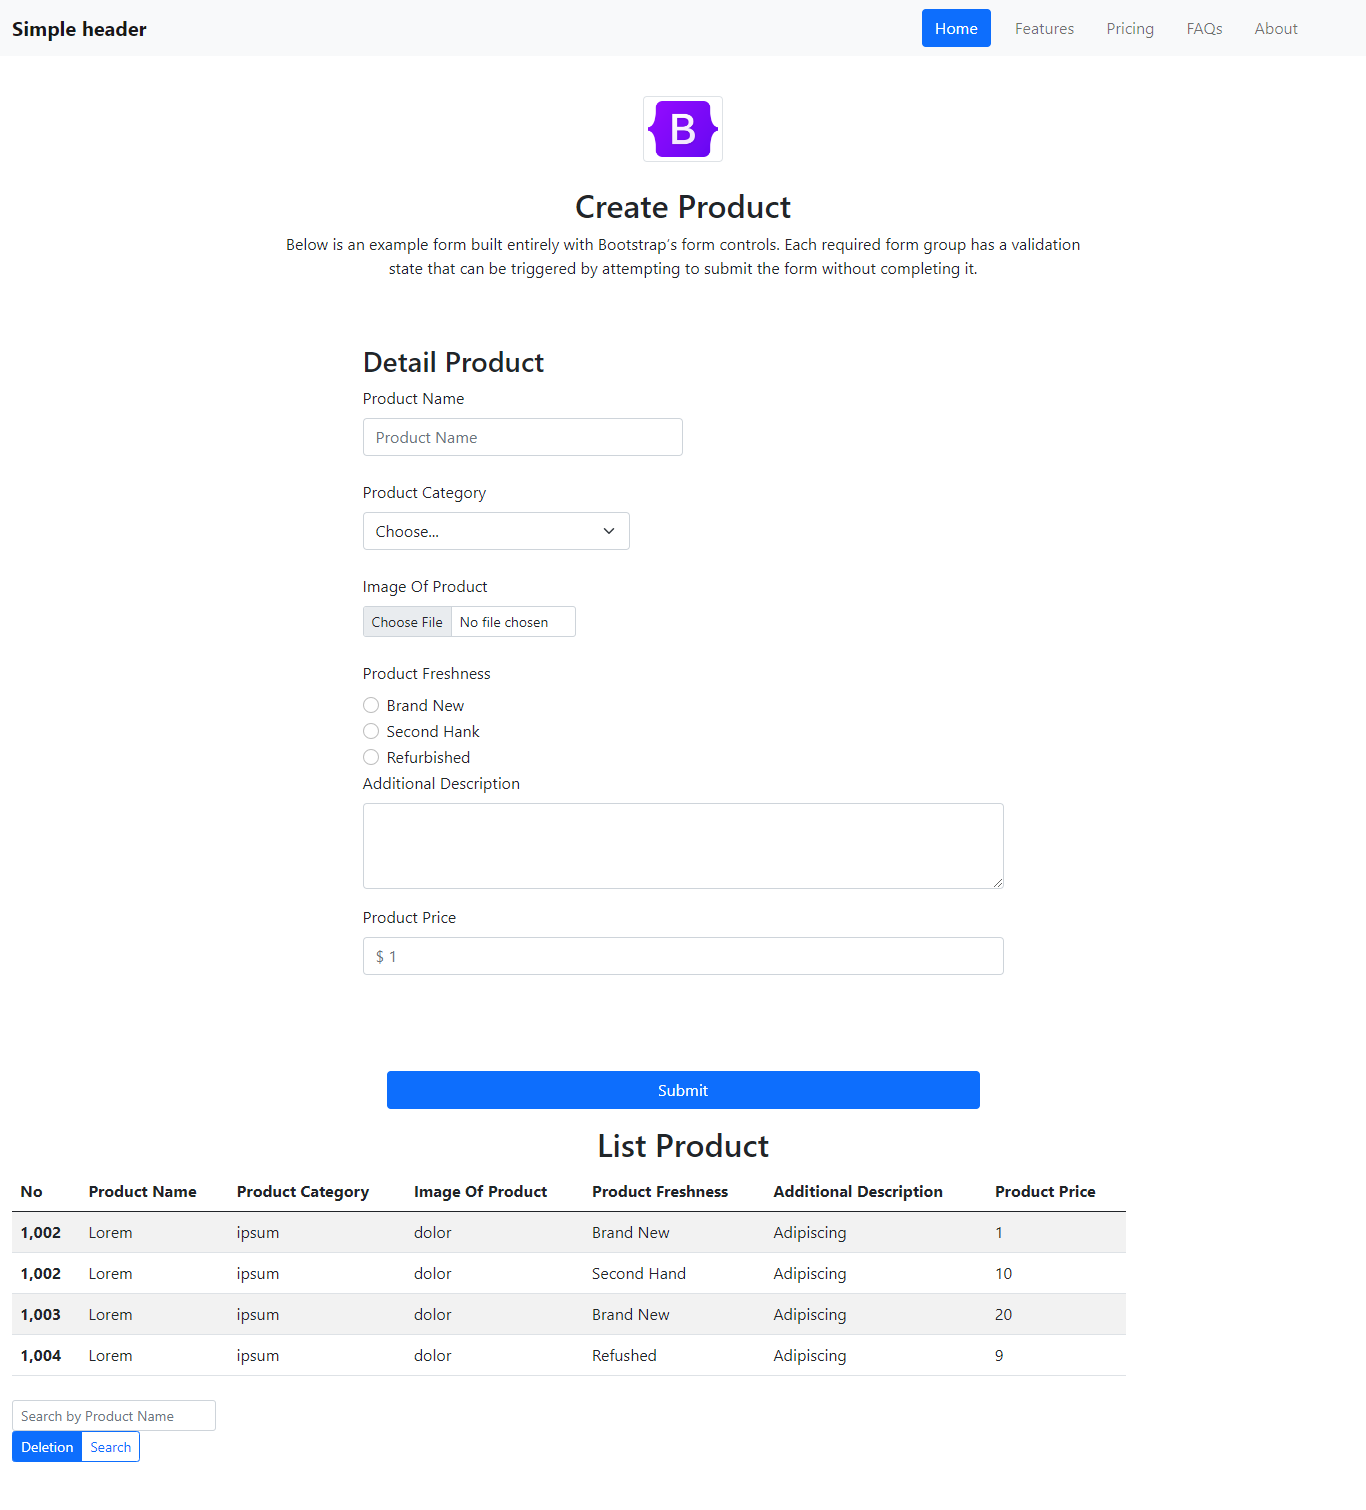 Simple header
Home Features Pricing FAQs About
B
Create Product
Below is an example form built entirely with Bootstrap’s form controls. Each required form group has a validation
state that can be triggered by attempting to submit the form without completing it.
Detail Product
Product Name
Product Name
Product Category
Choose...
Image Of Product
Choose File No file chosen
Product Freshness
Brand New
Second Hank
Refurbished
Additional Description
Product Price
$ 1
Submit
List Product
No Product Name Product Category Image Of Product Product Freshness Additional Description Product Price
1,002 Lorem ipsum dolor Brand New Adipiscing 1
1,002 Lorem ipsum dolor Second Hand Adipiscing 10
1,003 Lorem ipsum dolor Brand New Adipiscing 20
1,004 Lorem ipsum dolor Refushed Adipiscing 9
Search by Product Name
Deletion Search